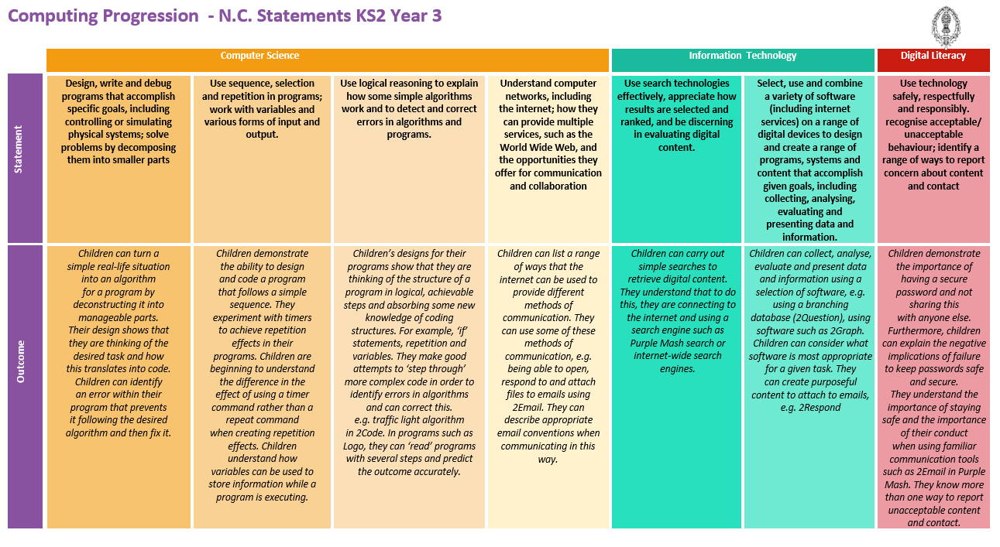 Computing Progression - N.C. Statements KS2 Year 3
Computer Science
Information Technology
Digital Literacy
Statement
Design, write and debug
programs that accomplish
specific goals, including
controlling or simulating
physical systems; solve
problems by decomposing
them into smaller parts
Use sequence, selection
and repetition in programs;
work with variables and
various forms of input and
output.
Use logical reasoning to explain
how some simple algorithms
work and to detect and correct
errors in algorithms and
programs.
Understand computer
networks, including
the internet; how they
can provide multiple
services, such as the
World Wide Web, and
the opportunities they
offer for communication
and collaboration
Use search technologies
effectively, appreciate how
results are selected and
ranked, and be discerning
in evaluating digital
content.
Select, use and combine
a variety of software
(including internet
services) on a range of
digital devices to design
and create a range of
programs, systems and
content that accomplish
given goals, including
collecting, analysing,
evaluating and
presenting data and
information.
Use technology
safely, respectfully
and responsibly.
recognise acceptable/
unacceptable
behaviour; identify a
range of ways to report
concern about content
and contact
Outcome
Children can turn a
simple real-life situation
into an algorithm
for a program by
deconstructing it into
manageable parts.
Their design shows that
they are thinking of the
desired task and how
this translates into code.
Children can identify
an error within their
program that prevents
it following the desired
algorithm and then fix it.
Children demonstrate
the ability to design
and code a program
that follows a simple
sequence. They
experiment with timers
to achieve repetition
effects in their
programs. Children are
beginning to understand
the difference in the
effect of using a timer
command rather than a
repeat command
when creating repetition
effects. Children
understand how
variables can be used to
store information while a
program is executing.
Children’s designs for their
programs show that they are
thinking of the structure of a
program in logical, achievable
steps and absorbing some new
knowledge of coding
structures. For example, ‘if’
statements, repetition and
variables. They make good
attempts to ‘step through’
more complex code in order to
identify errors in algorithms
and can correct this.
e.g. traffic light algorithm
in 2Code. In programs such as
Logo, they can ‘read’ programs
with several steps and predict
the outcome accurately.
Children can list a range
of ways that the
internet can be used to
provide different
methods of
communication. They
can use some of these
methods of
communication, e.g.
being able to open,
respond to and attach
files to emails using
2Email. They can
describe appropriate
email conventions when
communicating in this
way.
Children can carry out
simple searches to
retrieve digital content.
They understand that to do
this, they are connecting to
the internet and using a
search engine such as
Purple Mash search or
internet-wide search
engines.
Children can collect, analyse,
evaluate and present data
and information using a
selection of software, e.g.
using a branching
database (2Question), using
software such as 2Graph.
Children can consider what
software is most appropriate
for a given task. They
can create purposeful
content to attach to emails,
e.g. 2Respond
Children demonstrate
the importance of
having a secure
password and not
sharing this
with anyone else.
Furthermore, children
can explain the negative
implications of failure
to keep passwords safe
and secure.
They understand the
importance of staying
safe and the importance
of their conduct
when using familiar
communication tools
such as 2Email in Purple
Mash. They know more
than one way to report
unacceptable content
and contact.